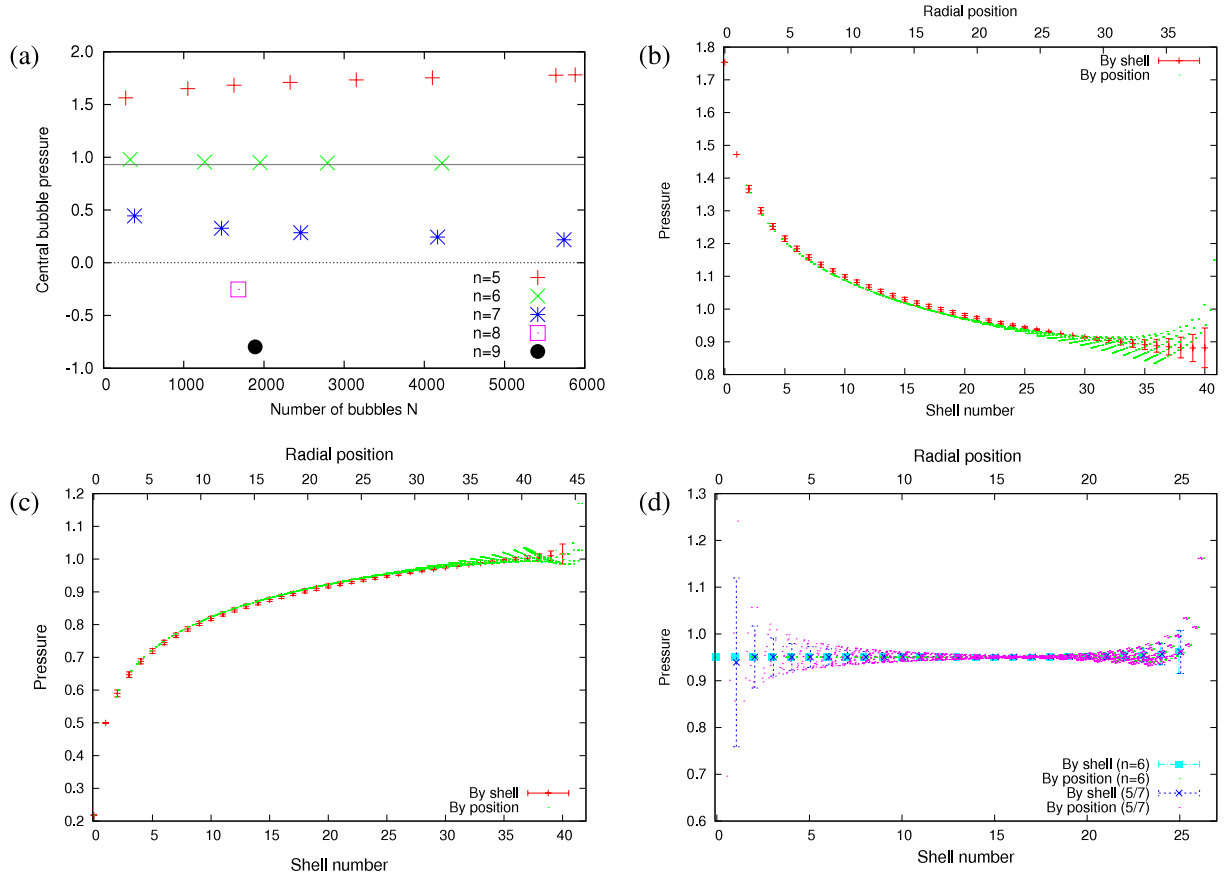 (a)
2.0
1.5
1.0
0.5
0.0
-0.5
-1.0
Central bubble pressure
0 1000 2000 3000 4000 5000 6000
Number of bubbles N
n=5
n=6
n=7
n=8
n=9
(b)
Radial position
0 5 10 15 20 25 30 35
1.8
1.7
1.6
1.5
1.4
1.3
1.2
1.1
1.0
0.9
0.8
Pressure
By shell
By position
0 5 10 15 20 25 30 35 40
Shell number
(c)
Radial position
0 5 10 15 20 25 30 35 40 45
1.2
1.1
1.0
0.9
0.8
0.7
0.6
0.5
0.4
0.3
0.2
Pressure
By shell
By position
0 5 10 15 20 25 30 35 40
Shell number
(d)
Radial position
0 5 10 15 20 25
1.3
1.2
1.1
1.0
0.9
0.8
0.7
0.6
Pressure
By shell (n=6)
By position (n=6)
By shell (5/7)
By position (5/7)
0 5 10 15 20 25
Shell number